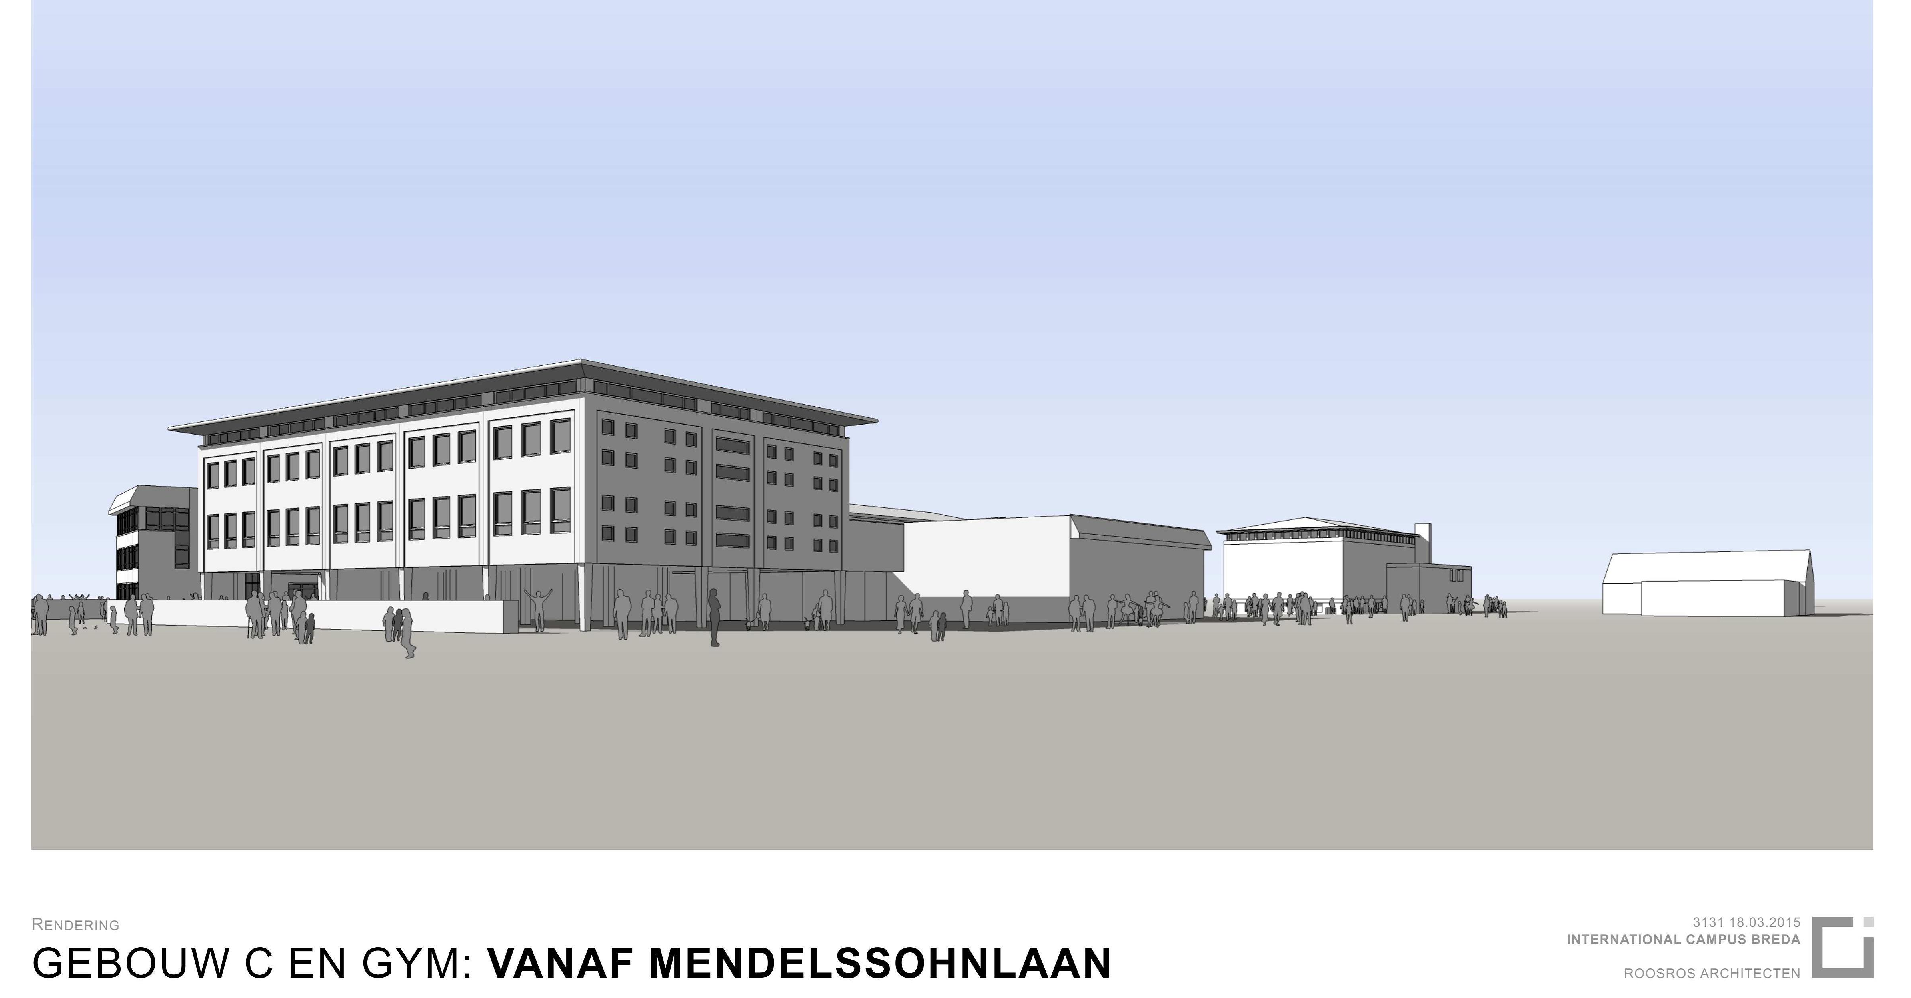 RENDERING
GEBOUW C EN GYM: VANAF MENDELSSOHNLAAN
3131 18.03.2015
INTERNATIONAL CAMPUS BREDA
ROOSROS ARCHITECTEN